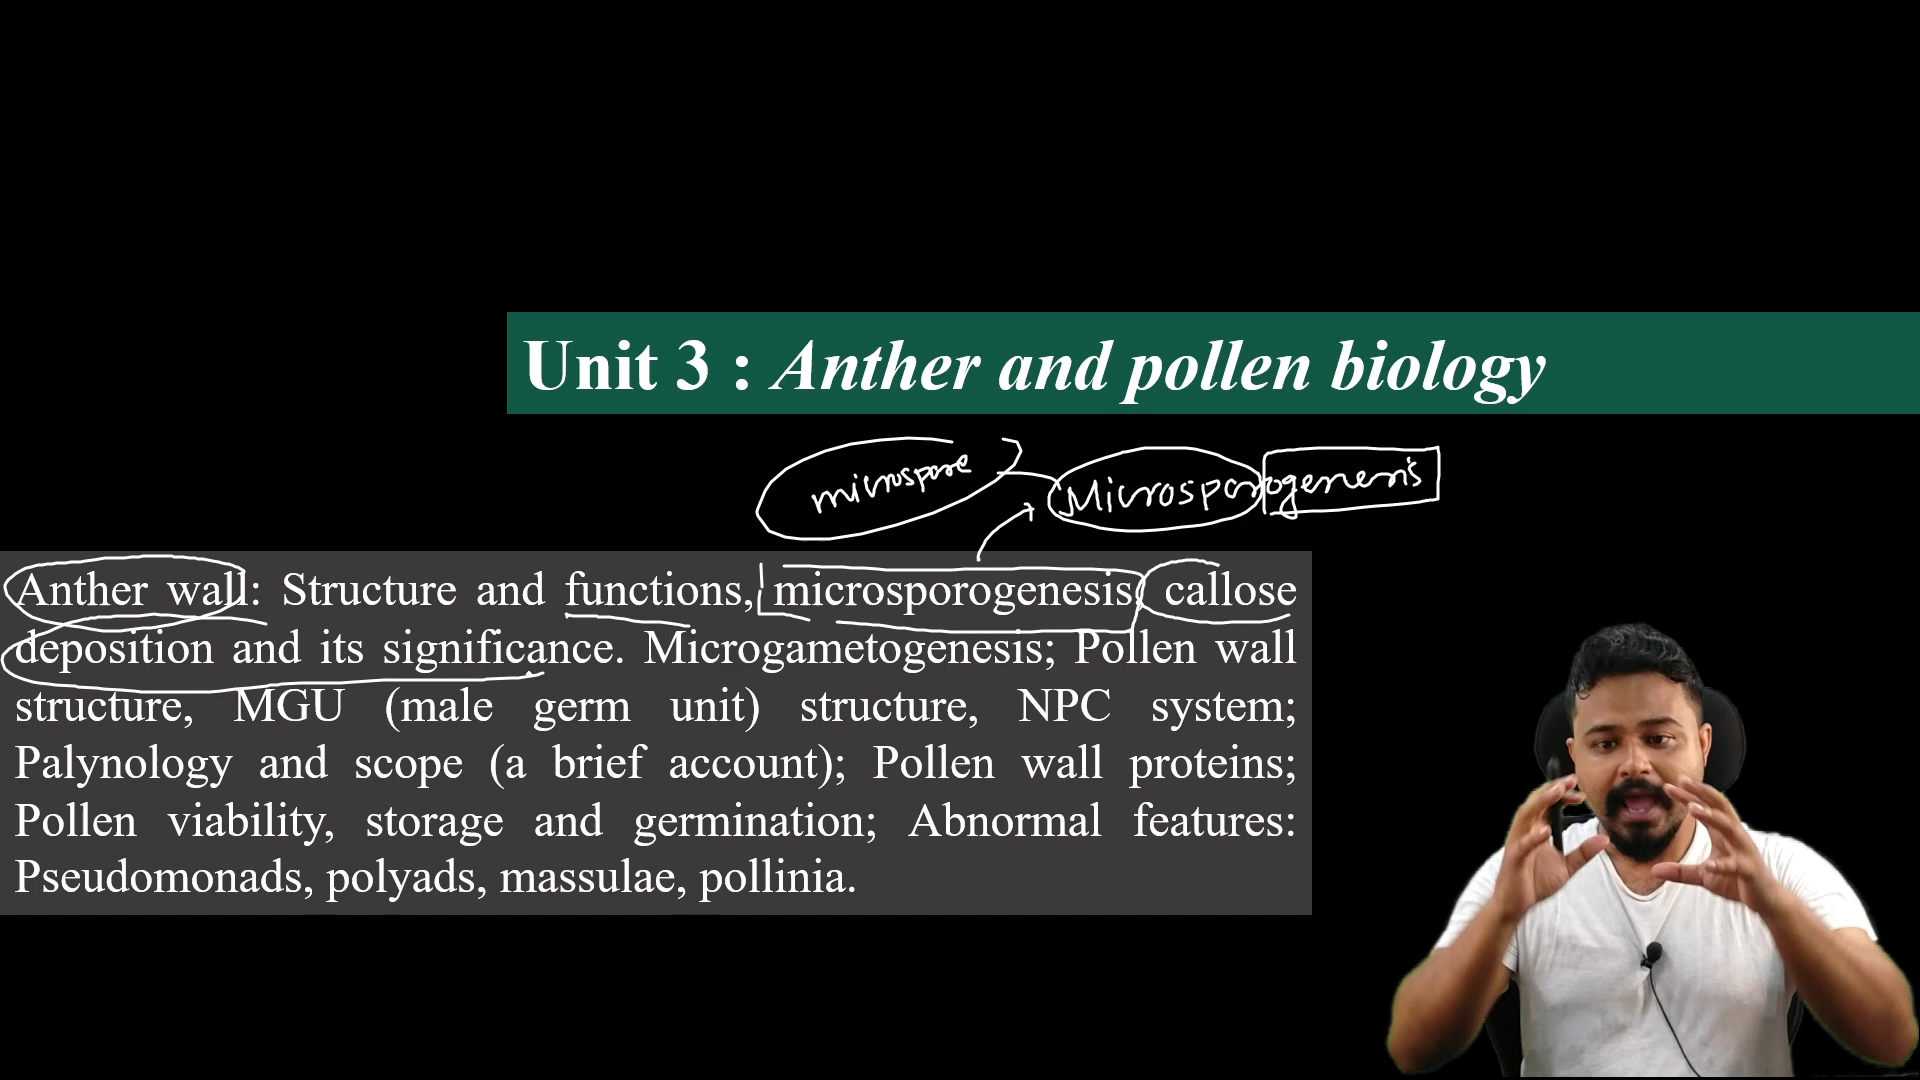 Unit 3 : Anther and pollen biology
microspore Microsporogenesis
Anther wall: Structure and functions, microsporogenesis, callose
deposition and its significance. Microgametogenesis; Pollen wall
structure, MGU (male germ unit) structure, NPC system;
Palynology and scope (a brief account); Pollen wall proteins;
Pollen viability, storage and germination; Abnormal features:
Pseudomonads, polyads, massulae, pollinia.